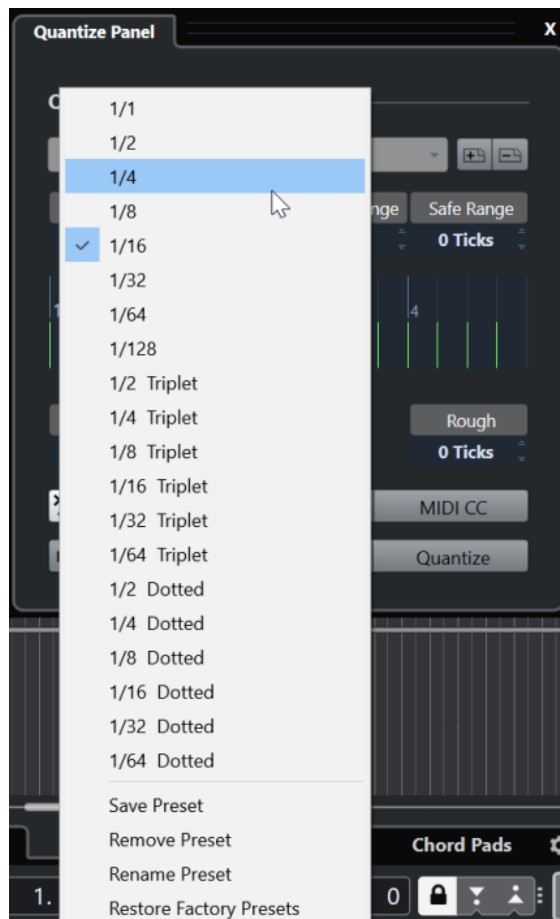 Quantize Panel
X
1/1
1/2
1/4
1/8
nge Safe Range
1/16
0 Ticks
1/32
1/64
4
1/128
1/2 Triplet
1/4 Triplet
Rough
1/8 Triplet
0 Ticks
1/16 Triplet
MIDI CC
1/32 Triplet
1/64 Triplet
Quantize
1/2 Dotted
1/4 Dotted
1/8 Dotted
1/16 Dotted
1/32 Dotted
1/64 Dotted
Save Preset
Remove Preset
Chord Pads
Rename Preset
1.
0
Restore Factory Presets